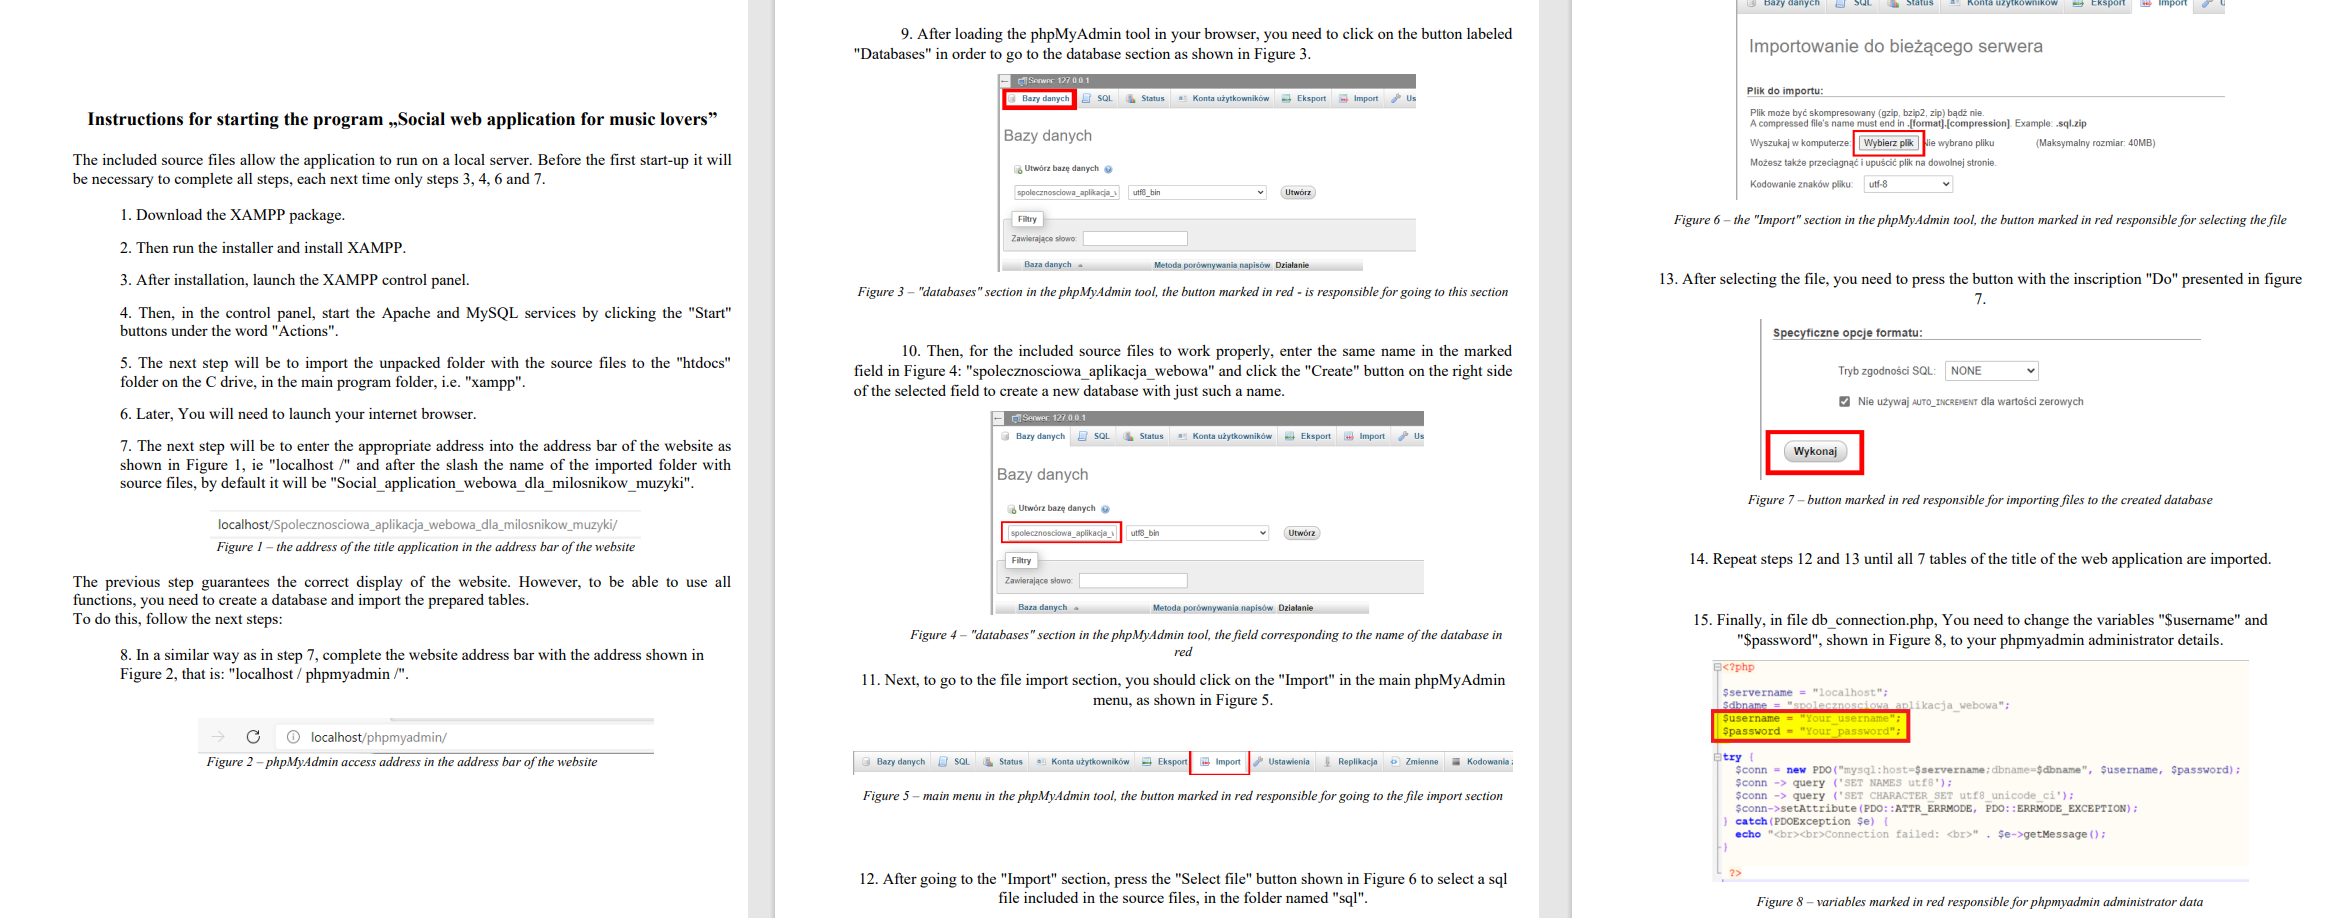 Instructions for starting the program „Social web application for music lovers”
The included source files allow the application to run on a local server. Before the first start-up it will
be necessary to complete all steps, each next time only steps 3, 4, 6 and 7.
1. Download the XAMPP package.
2. Then run the installer and install XAMPP.
3. After installation, launch the XAMPP control panel.
4. Then, in the control panel, start the Apache and MySQL services by clicking the "Start"
buttons under the word "Actions".
5. The next step will be to import the unpacked folder with the source files to the "htdocs"
folder on the C drive, in the main program folder, i.e. "xampp".
6. Later, You will need to launch your internet browser.
7. The next step will be to enter the appropriate address into the address bar of the website as
shown in Figure 1, ie "localhost /" and after the slash the name of the imported folder with
source files, by default it will be "Social_application_webowa_dla_milosnikow_muzyki".
localhost/Spolecznosciowa_aplikacja_webowa_dla_milosnikow_muzyki/
Figure 1 – the address of the title application in the address bar of the website
The previous step guarantees the correct display of the website. However, to be able to use all
functions, you need to create a database and import the prepared tables.
To do this, follow the next steps:
8. In a similar way as in step 7, complete the website address bar with the address shown in
Figure 2, that is: "localhost / phpmyadmin /".
localhost/phpmyadmin/
Figure 2 – phpMyAdmin access address in the address bar of the website
9. After loading the phpMyAdmin tool in your browser, you need to click on the button labeled
"Databases" in order to go to the database section as shown in Figure 3.
Serwer: 127.0.0.1
Bazy danych SQL Status Konta użytkowników Eksport Import Us
Bazy danych
Utwórz bazę danych
spolecznosciowa_aplikacja_v utf8_bin Utwórz
Filtry
Zawierające słowo:
Baza danych Metoda porównywania napisów Działanie
Figure 3 – "databases" section in the phpMyAdmin tool, the button marked in red - is responsible for going to this section
10. Then, for the included source files to work properly, enter the same name in the marked
field in Figure 4: "spolecznosciowa_aplikacja_webowa" and click the "Create" button on the right side
of the selected field to create a new database with just such a name.
Serwer: 127.0.0.1
Bazy danych SQL Status Konta użytkowników Eksport Import Us
Bazy danych
Utwórz bazę danych
spolecznosciowa_aplikacja_v utf8_bin Utwórz
Filtry
Zawierające słowo:
Baza danych Metoda porównywania napisów Działanie
Figure 4 – "databases" section in the phpMyAdmin tool, the field corresponding to the name of the database in
red
11. Next, to go to the file import section, you should click on the "Import" in the main phpMyAdmin
menu, as shown in Figure 5.
Bazy danych SQL Status Konta użytkowników Eksport Import Ustawienia Replikacja Zmienne Kodowania
Figure 5 – main menu in the phpMyAdmin tool, the button marked in red responsible for going to the file import section
12. After going to the "Import" section, press the "Select file" button shown in Figure 6 to select a sql
file included in the source files, in the folder named "sql".
Bazy danych SQL Status Konta użytkowników Eksport Import U
Importowanie do bieżącego serwera
Plik do importu:
Plik może być skompresowany (gzip, bzip2, zip) bądź nie.
A compressed file's name must end in .[format].[compression]. Example: .sql.zip
Wyszukaj w komputerze: Wybierz plik Nie wybrano pliku (Maksymalny rozmiar: 40MB)
Możesz także przeciągnąć i upuścić plik na dowolnej stronie.
Kodowanie znaków pliku: utf-8
Figure 6 – the "Import" section in the phpMyAdmin tool, the button marked in red responsible for selecting the file
13. After selecting the file, you need to press the button with the inscription "Do" presented in figure
7.
Specyficzne opcje formatu:
Tryb zgodności SQL: NONE
Nie używaj AUTO_INCREMENT dla wartości zerowych
Wykonaj
Figure 7 – button marked in red responsible for importing files to the created database
14. Repeat steps 12 and 13 until all 7 tables of the title of the web application are imported.
15. Finally, in file db_connection.php, You need to change the variables "$username" and
"$password", shown in Figure 8, to your phpmyadmin administrator details.
<?php
$servername = "localhost";
$dbname = "spolecznosciowa_aplikacja_webowa";
$username = "Your_username";
$password = "Your_password";
try {
$conn = new PDO("mysql:host=$servername;dbname=$dbname", $username, $password);
$conn -> query ('SET NAMES utf8');
$conn -> query ('SET CHARACTER_SET utf8_unicode_ci');
$conn->setAttribute(PDO::ATTR_ERRMODE, PDO::ERRMODE_EXCEPTION);
} catch(PDOException $e) {
echo "<br><br>Connection failed: <br>" . $e->getMessage();
}
?>
Figure 8 – variables marked in red responsible for phpmyadmin administrator data